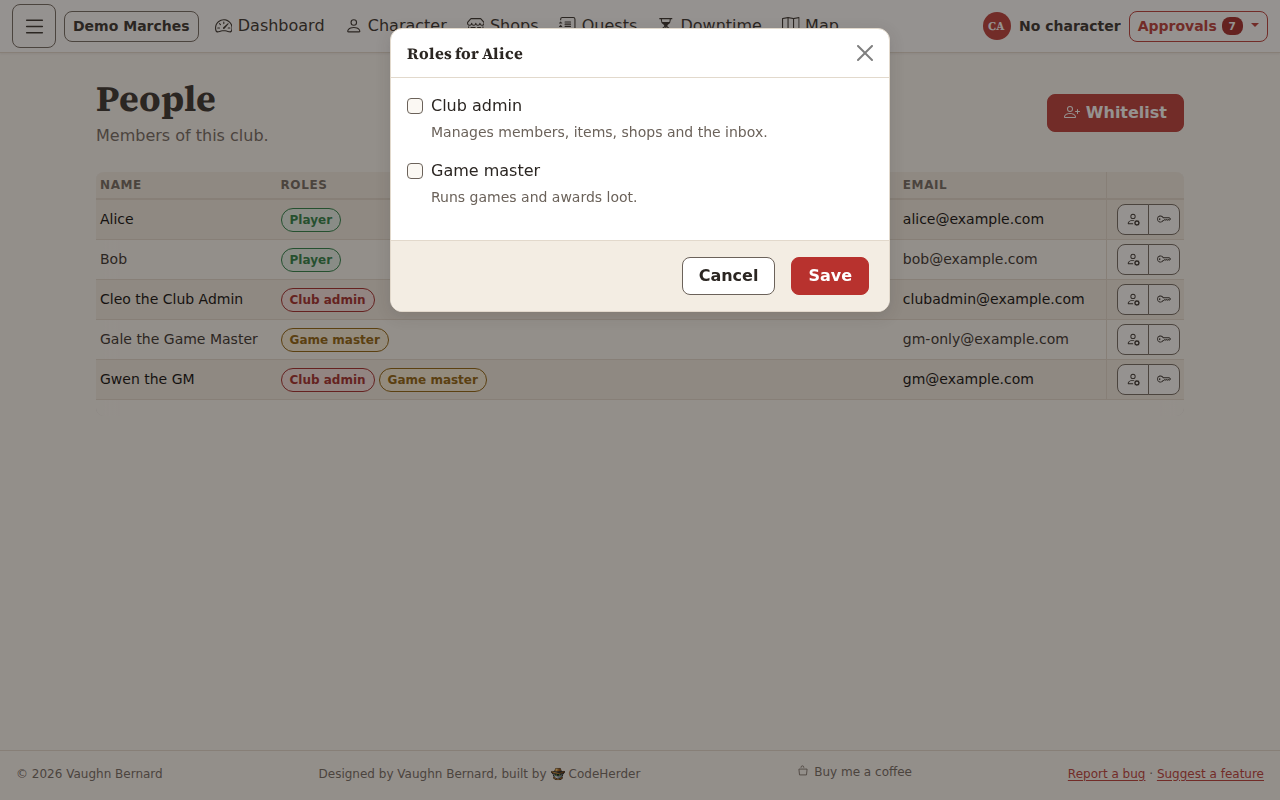 Demo Marches Dashboard Character Shops Quests Downtime Map CA No character Approvals 7
Roles for Alice
Club admin
Manages members, items, shops and the inbox.
Game master
Runs games and awards loot.
Cancel Save
People
Members of this club.
Whitelist
NAME ROLES EMAIL
Alice Player alice@example.com
Bob Player bob@example.com
Cleo the Club Admin Club admin clubadmin@example.com
Gale the Game Master Game master gm-only@example.com
Gwen the GM Club admin Game master gm@example.com
© 2026 Vaughn Bernard Designed by Vaughn Bernard, built by CodeHerder Buy me a coffee Report a bug · Suggest a feature